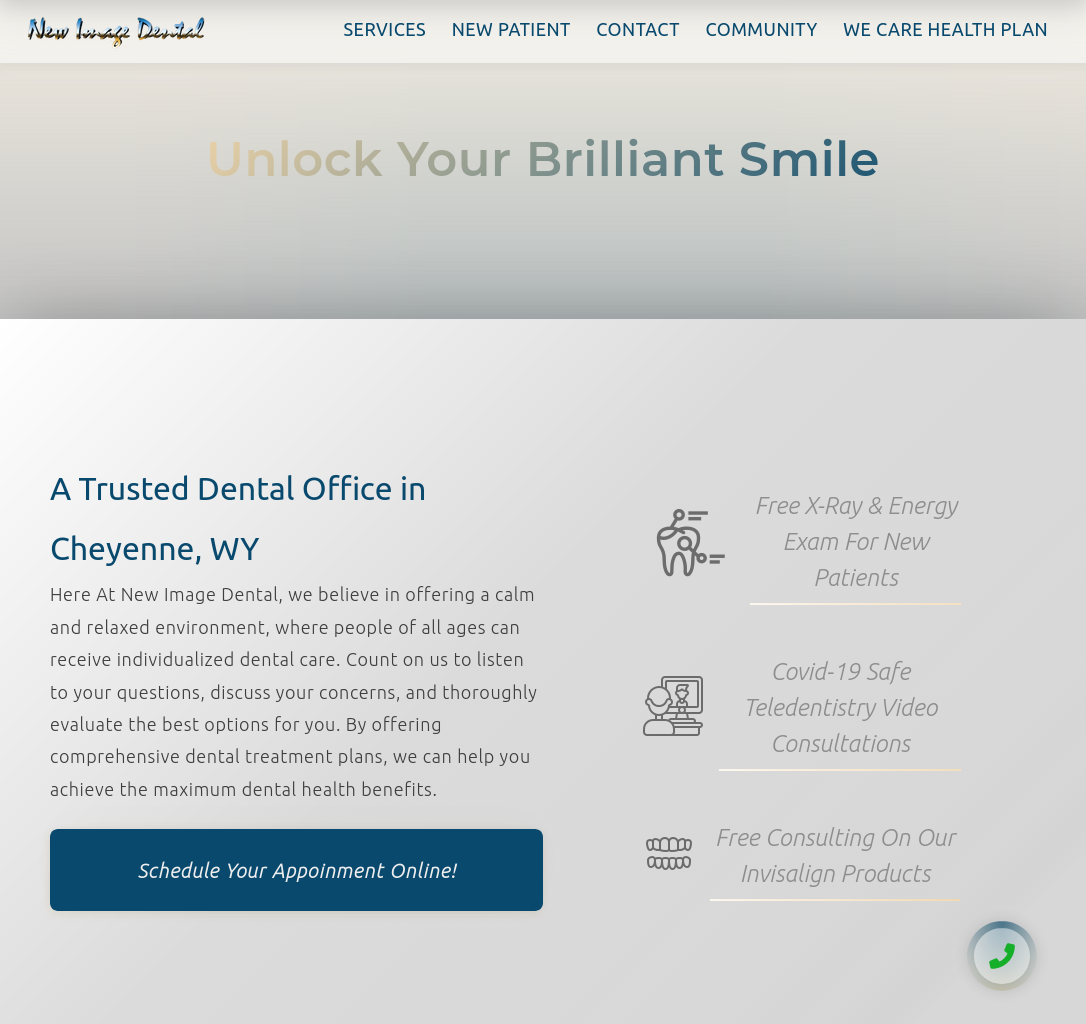 New Image Dental
SERVICES NEW PATIENT CONTACT COMMUNITY WE CARE HEALTH PLAN
Unlock Your Brilliant Smile
A Trusted Dental Office in
Cheyenne, WY
Here At New Image Dental, we believe in offering a calm
and relaxed environment, where people of all ages can
receive individualized dental care. Count on us to listen
to your questions, discuss your concerns, and thoroughly
evaluate the best options for you. By offering
comprehensive dental treatment plans, we can help you
achieve the maximum dental health benefits.
Schedule Your Appoinment Online!
Free X-Ray & Energy
Exam For New
Patients
Covid-19 Safe
Teledentistry Video
Consultations
Free Consulting On Our
Invisalign Products